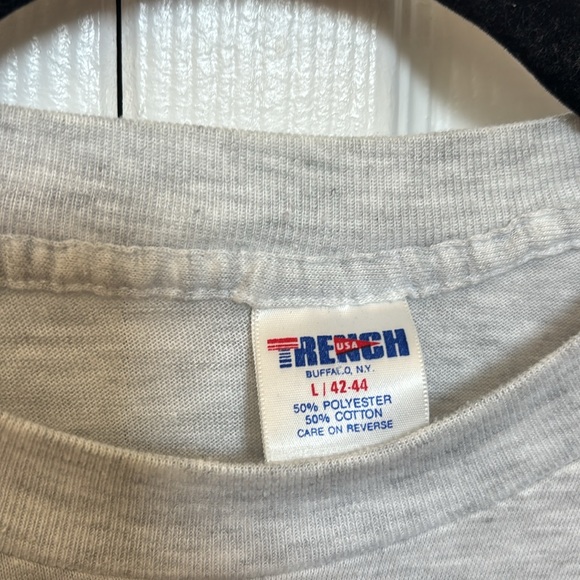 TRENCH
USA
BUFFALO, N.Y.
L / 42-44
50% POLYESTER
50% COTTON
CARE ON REVERSE